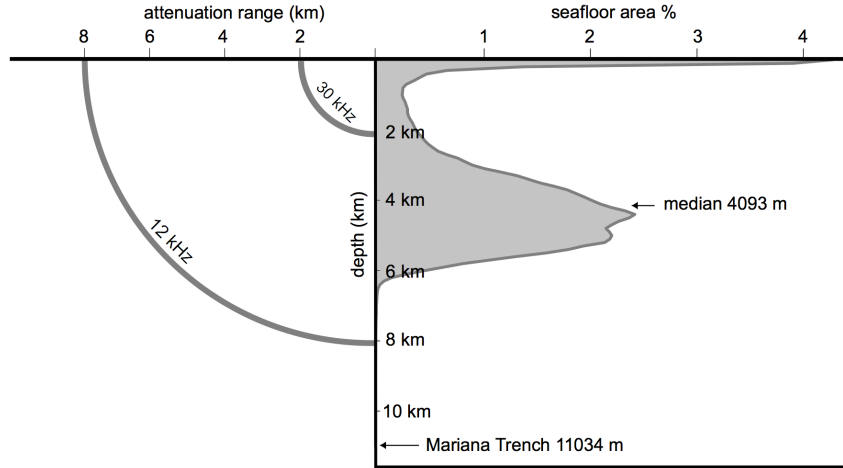 attenuation range (km)
seafloor area %
8 6 4 2 1 2 3 4
30 kHz
2 km
4 km
median 4093 m
depth (km)
12 kHz
6 km
8 km
10 km
Mariana Trench 11034 m